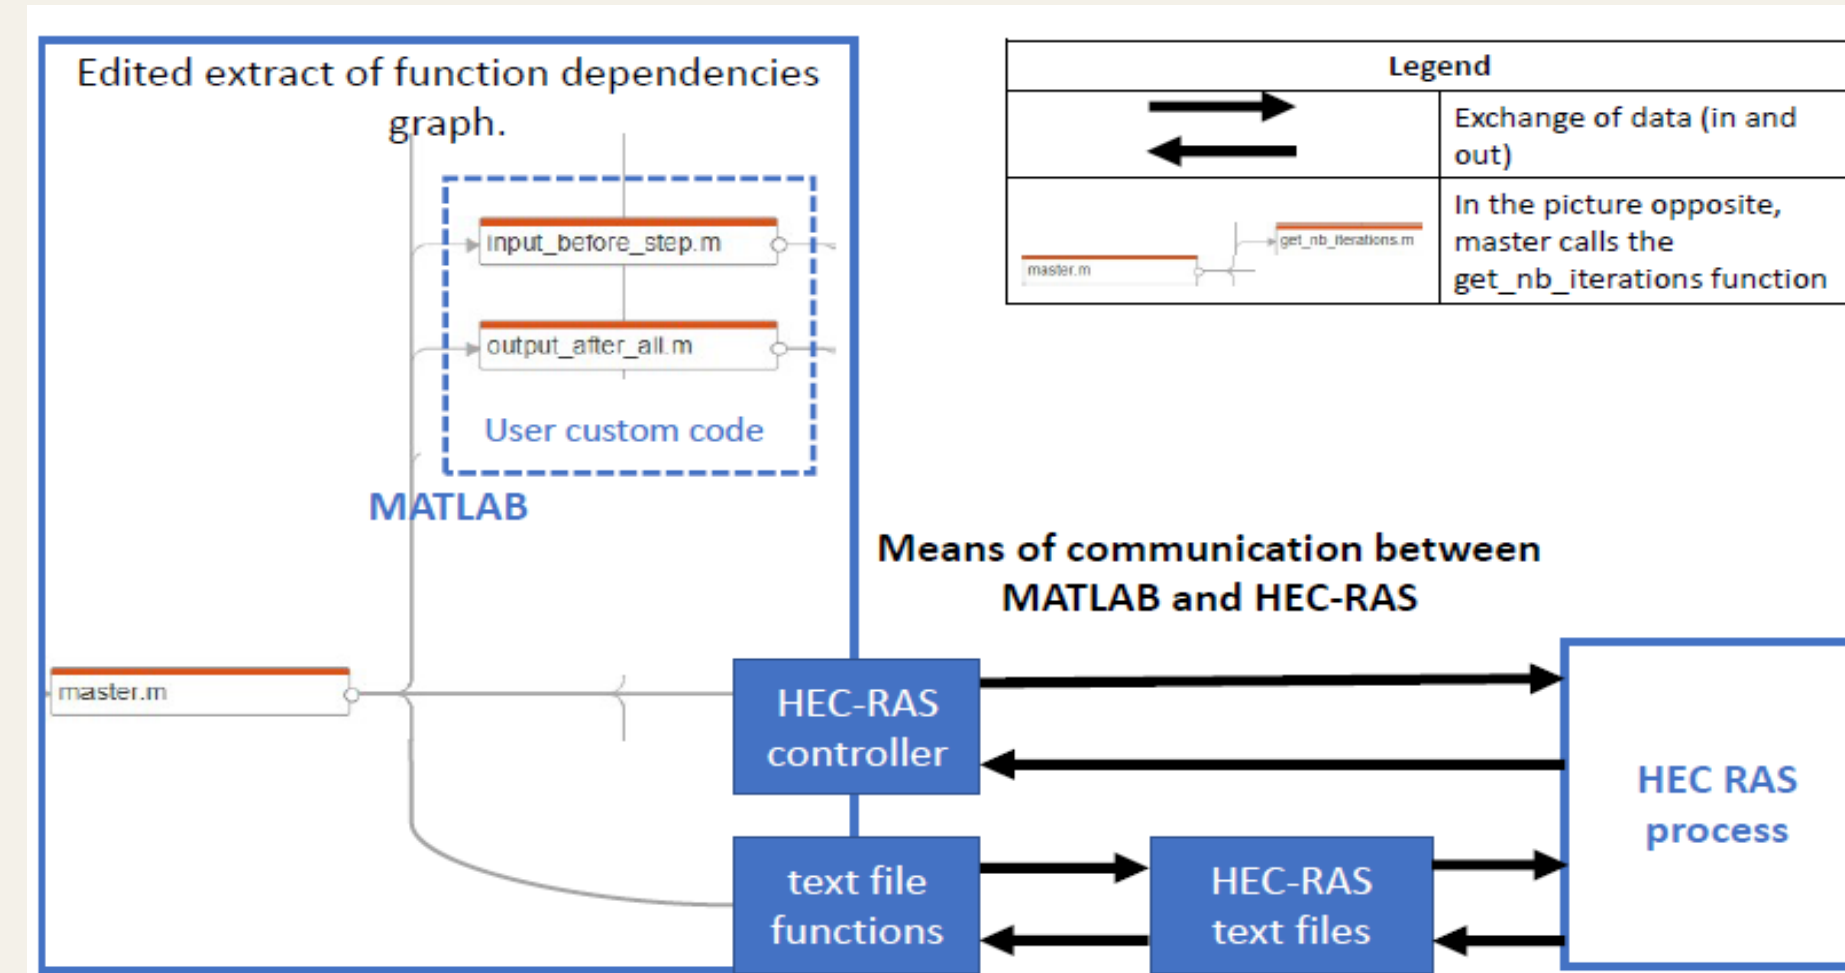 Edited extract of function dependencies
graph.
input_before_step.m
output_after_all.m
User custom code
MATLAB
master.m
Legend
Exchange of data (in and
out)
get_nb_iterations.m
master.m
In the picture opposite,
master calls the
get_nb_iterations function
Means of communication between
MATLAB and HEC-RAS
HEC-RAS
controller
text file
functions
HEC-RAS
text files
HEC RAS
process